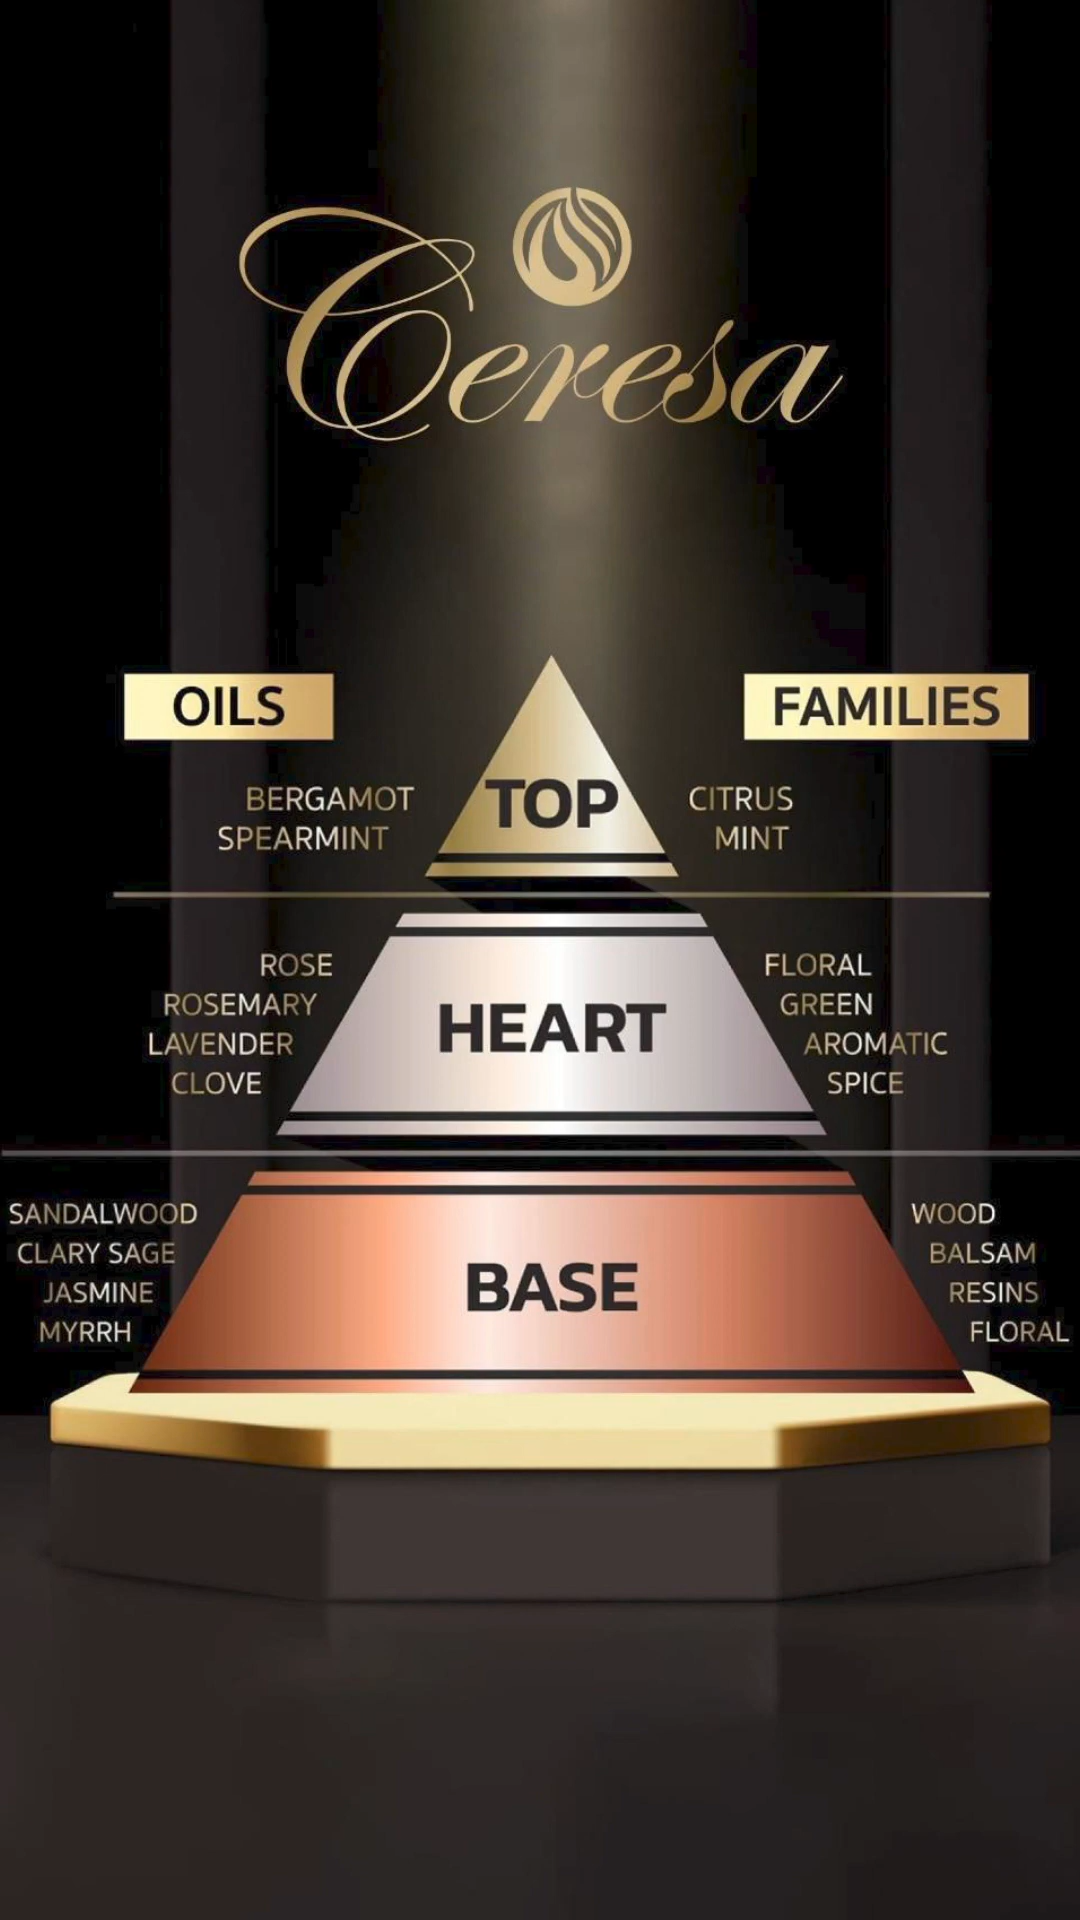 Ceresa
OILS
FAMILIES
TOP
BERGAMOT
SPEARMINT
CITRUS
MINT
HEART
ROSE
ROSEMARY
LAVENDER
CLOVE
FLORAL
GREEN
AROMATIC
SPICE
BASE
SANDALWOOD
CLARY SAGE
JASMINE
MYRRH
WOOD
BALSAM
RESINS
FLORAL